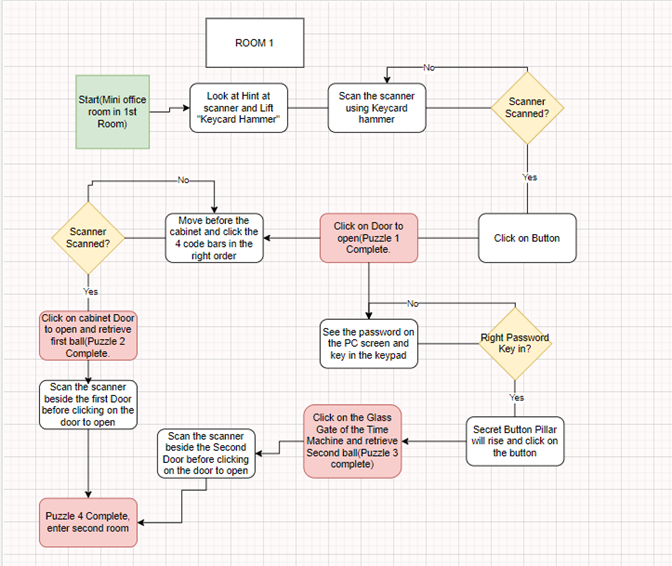 ROOM 1
Start(Mini office
room in 1st
Room)
Look at Hint at
scanner and Lift
"Keycard Hammer"
Scan the scanner
using Keycard
hammer
No
Scanner
Scanned?
Yes
No
Scanner
Scanned?
Move before the
cabinet and click the
4 code bars in the
right order
Click on Door to
open(Puzzle 1
Complete.
Click on Button
Yes
Click on cabinet Door
to open and retrieve
first ball(Puzzle 2
Complete.
No
See the password on
the PC screen and
key in the keypad
Right Password
Key in?
Yes
Scan the scanner
beside the first Door
before clicking on the
door to open
Scan the scanner
beside the Second
Door before clicking
on the door to open
Click on the Glass
Gate of the Time
Machine and retrieve
Second ball(Puzzle 3
complete)
Secret Button Pillar
will rise and click on
the button
Puzzle 4 Complete,
enter second room